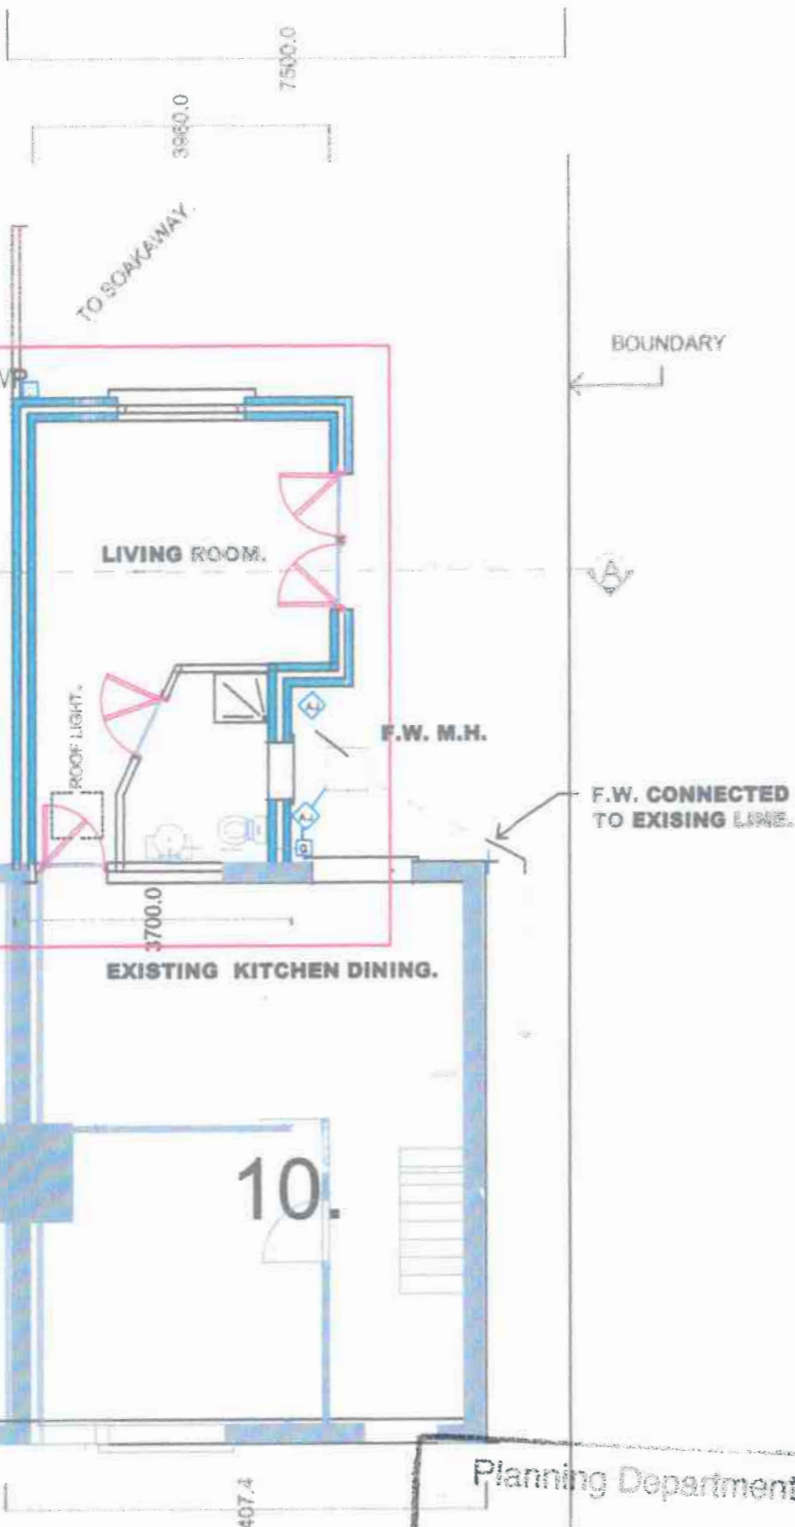 7500.0
3960.0
TO SOAKAWAY.
BOUNDARY
LIVING ROOM.
A
ROOF LIGHT.
F.W. M.H.
F.W. CONNECTED
TO EXISING LINE.
3700.0
EXISTING KITCHEN DINING.
10.
Planning Department
407.4